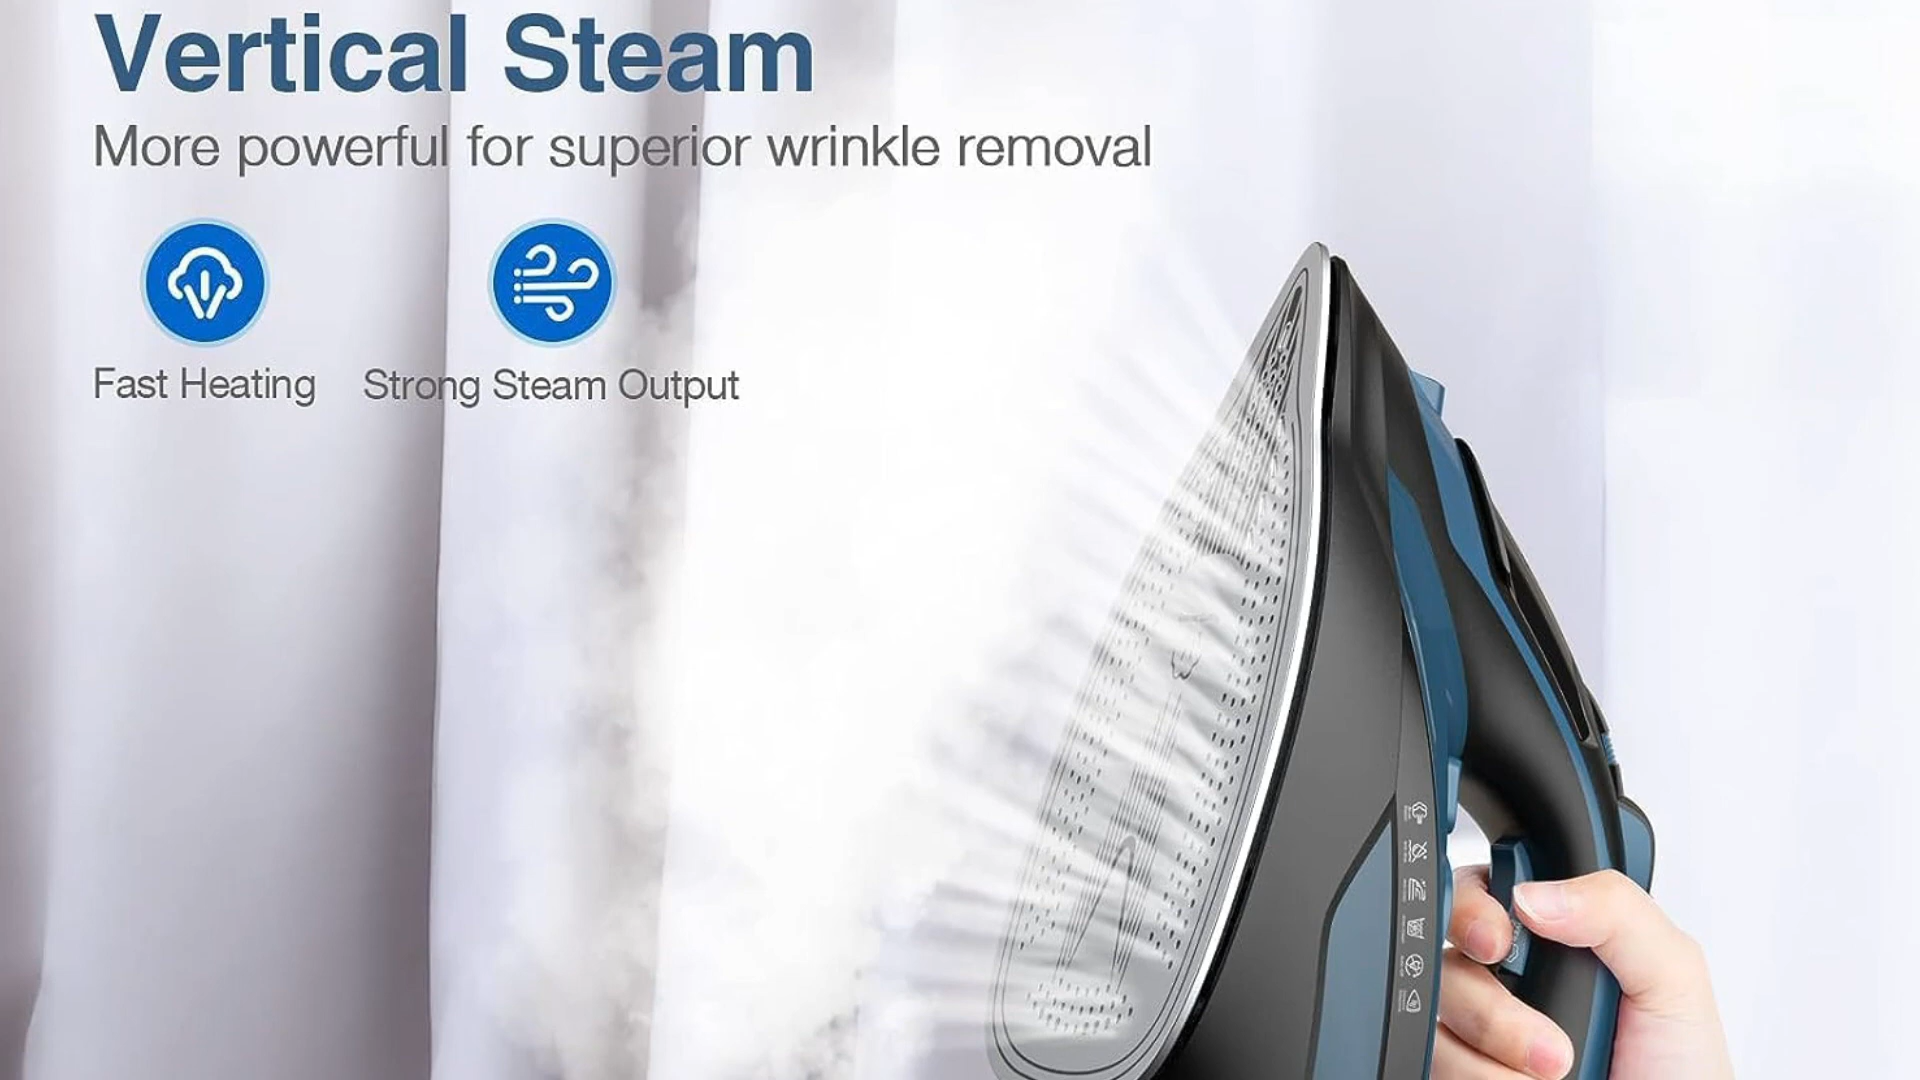 Vertical Steam
More powerful for superior wrinkle removal
Fast Heating
Strong Steam Output